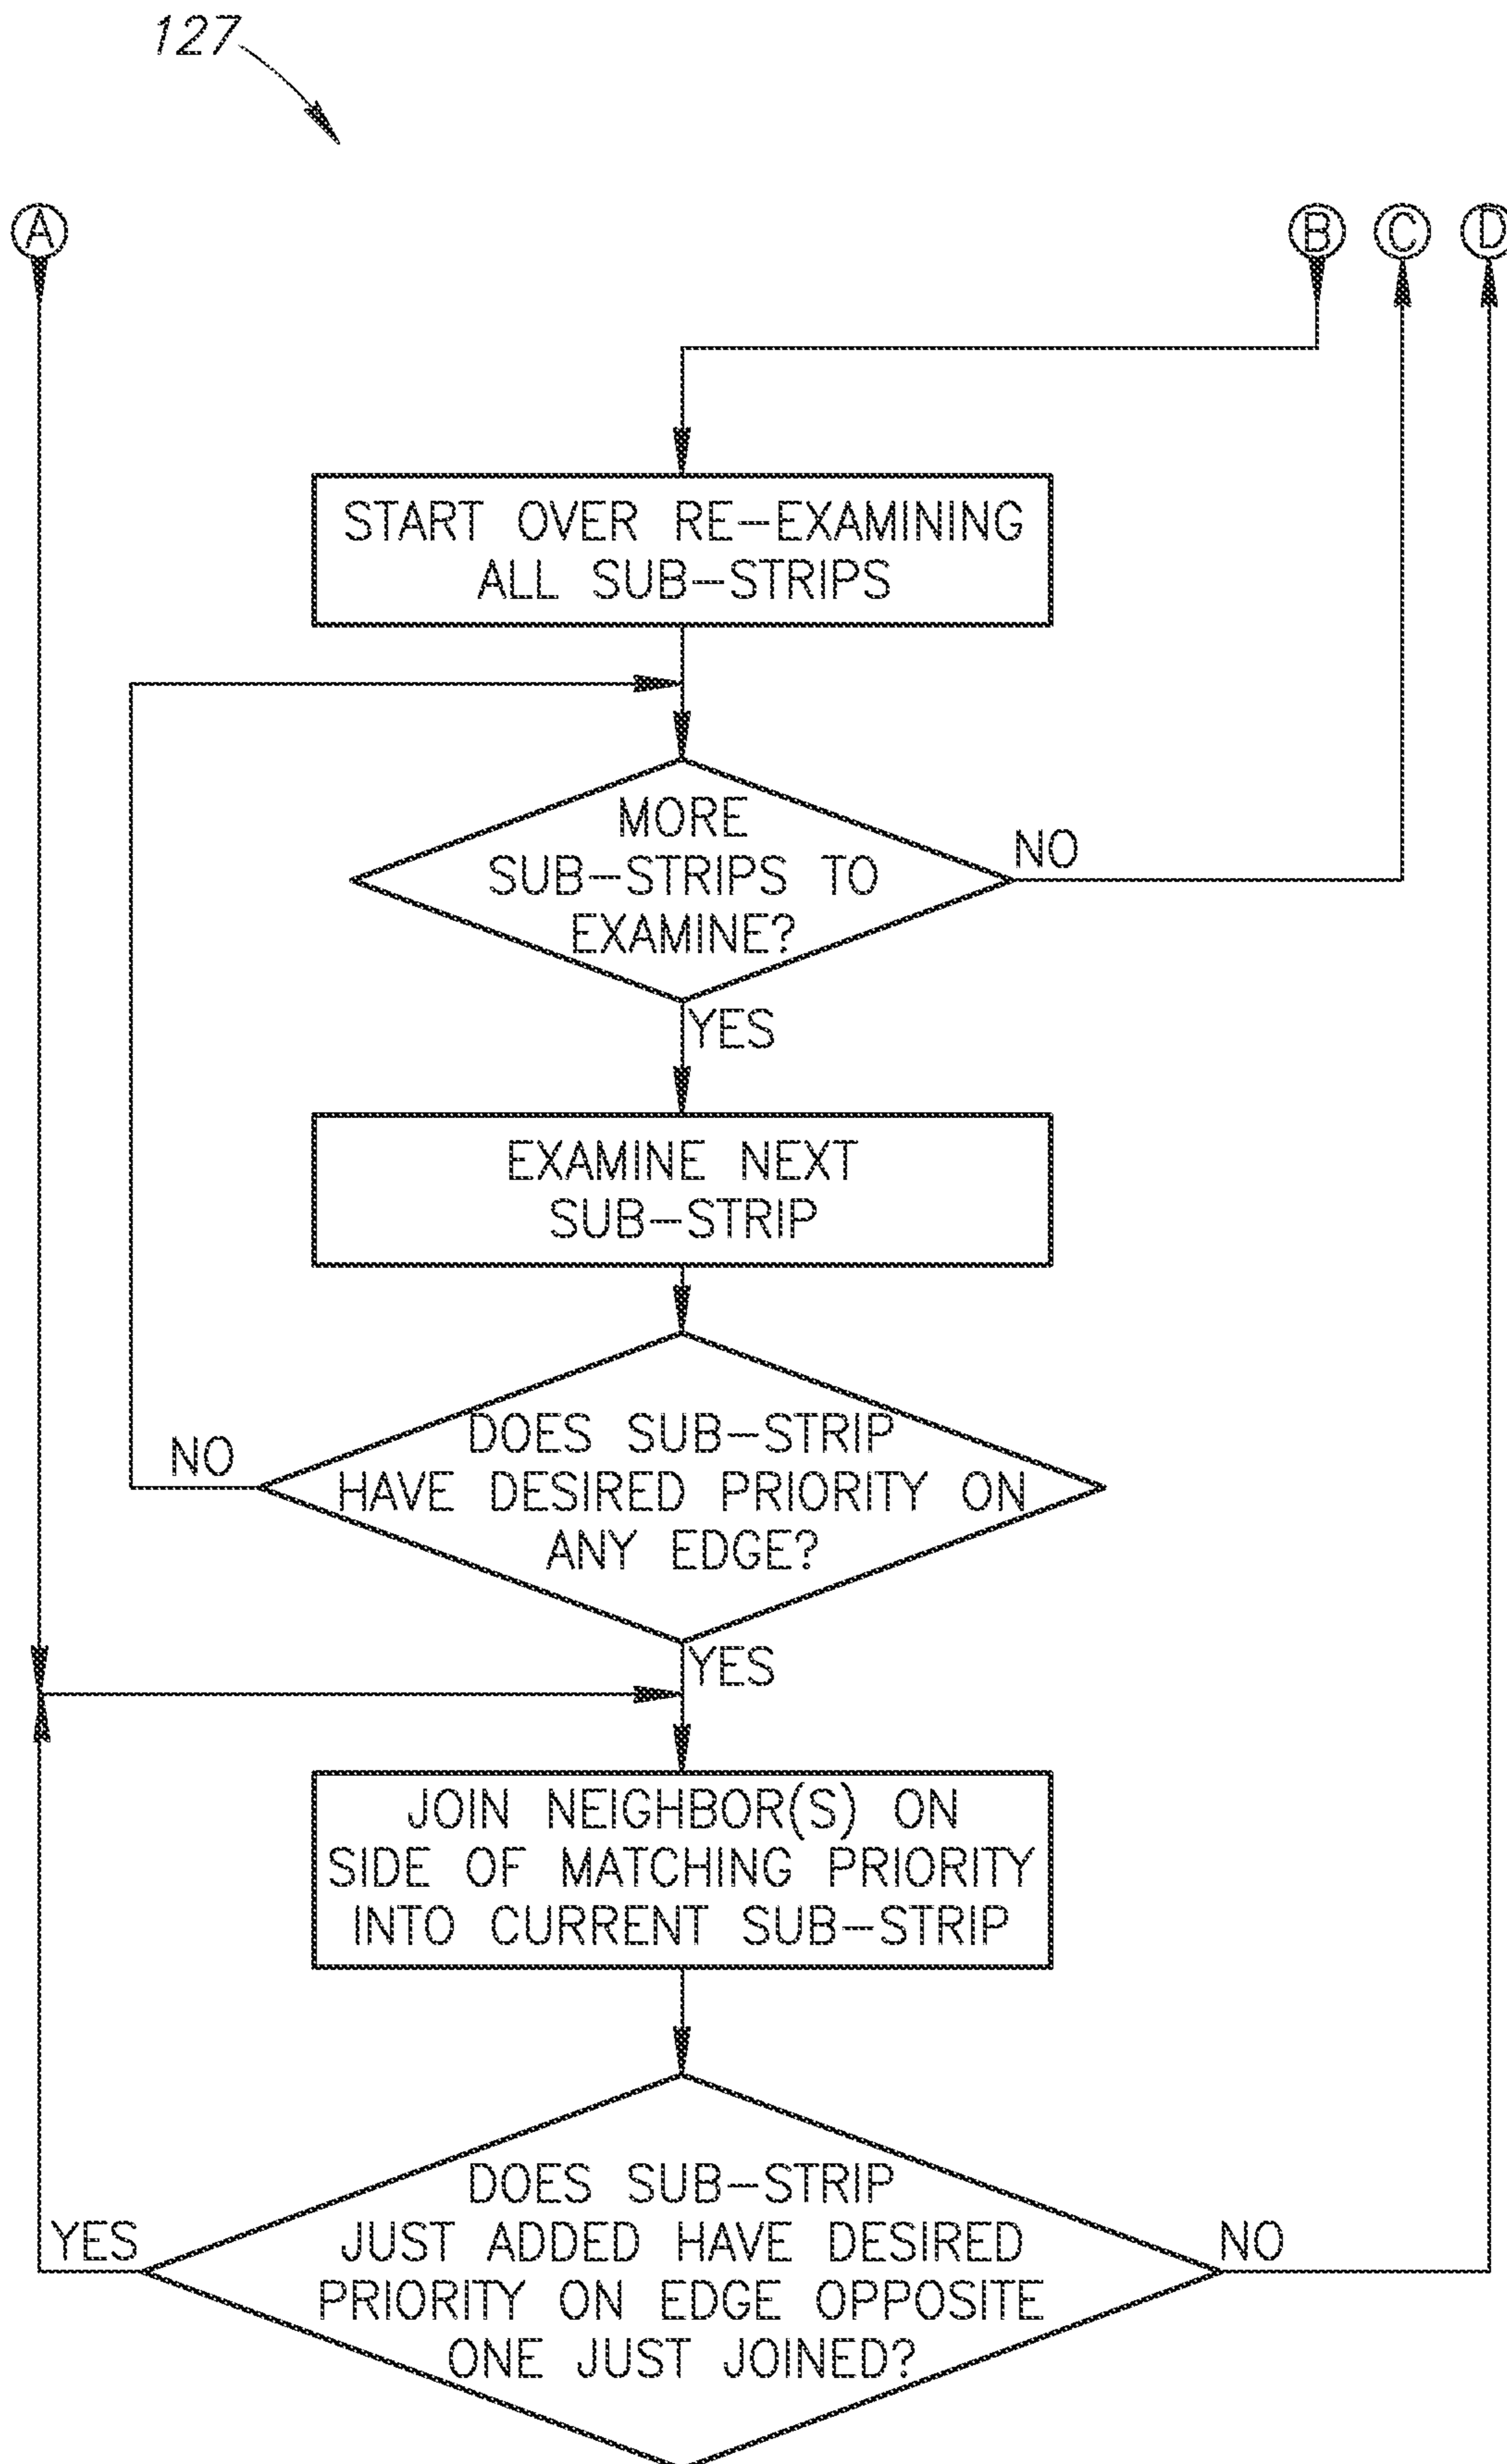 127
A
B
C
D
START OVER RE-EXAMINING
ALL SUB-STRIPS
MORE
SUB-STRIPS TO
EXAMINE?
NO
YES
EXAMINE NEXT
SUB-STRIP
DOES SUB-STRIP
HAVE DESIRED PRIORITY ON
ANY EDGE?
NO
YES
JOIN NEIGHBOR(S) ON
SIDE OF MATCHING PRIORITY
INTO CURRENT SUB-STRIP
DOES SUB-STRIP
JUST ADDED HAVE DESIRED
PRIORITY ON EDGE OPPOSITE
ONE JUST JOINED?
YES
NO